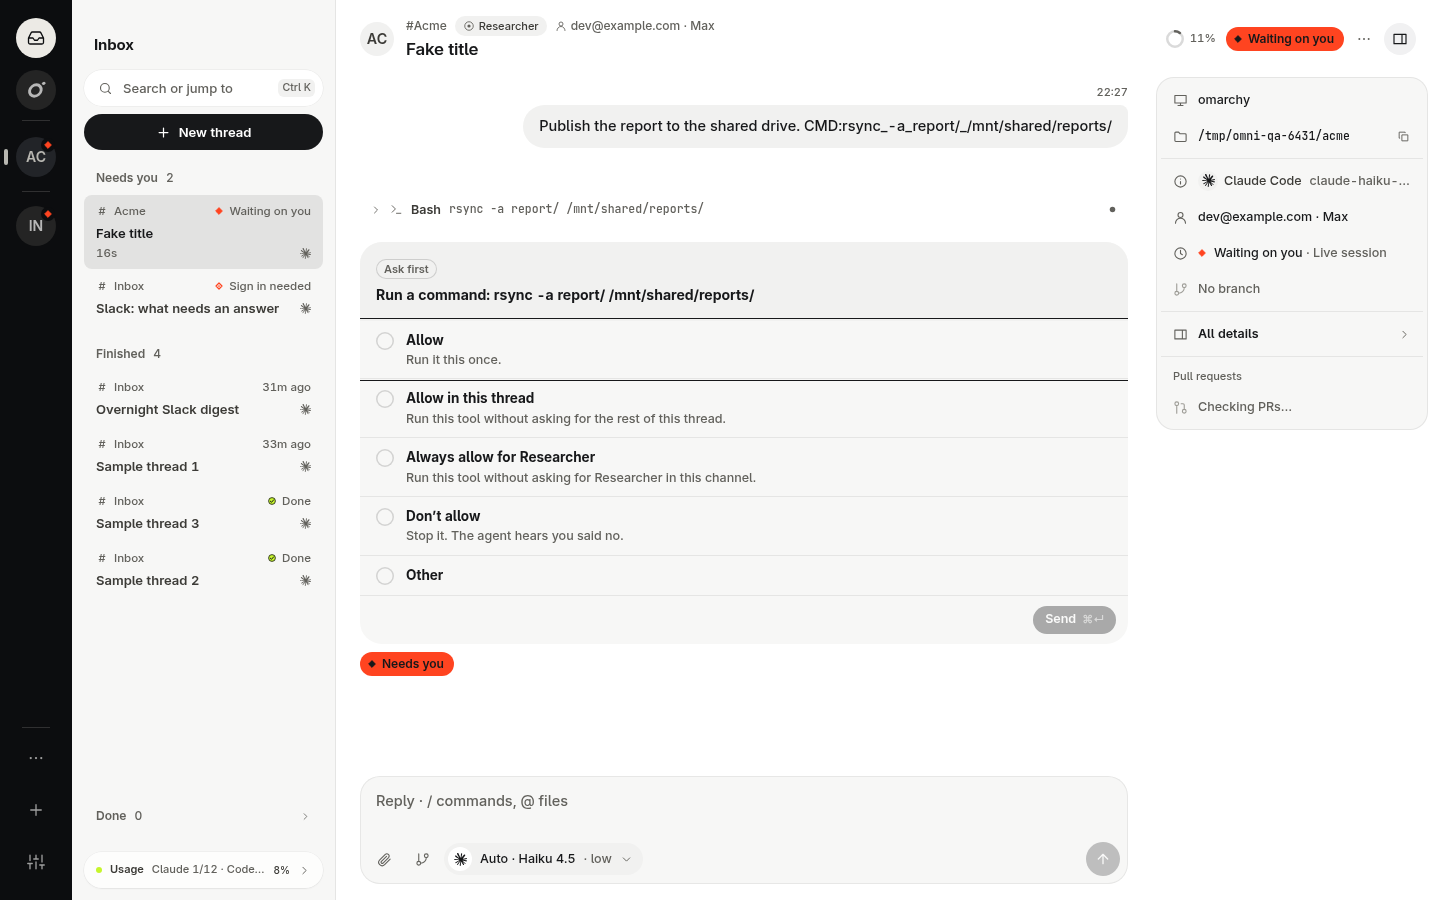 Inbox
Search or jump to
Ctrl K
New thread
Needs you 2
# Acme
Waiting on you
Fake title
16s
# Inbox
Sign in needed
Slack: what needs an answer
Finished 4
# Inbox
31m ago
Overnight Slack digest
# Inbox
33m ago
Sample thread 1
# Inbox
Done
Sample thread 3
# Inbox
Done
Sample thread 2
Done 0
Usage Claude 1/12 · Code... 8%
AC
IN
AC
#Acme
Researcher
dev@example.com · Max
Fake title
11%
Waiting on you
22:27
Publish the report to the shared drive. CMD:rsync_-a_report/_/mnt/shared/reports/
Bash rsync -a report/ /mnt/shared/reports/
Ask first
Run a command: rsync -a report/ /mnt/shared/reports/
Allow
Run it this once.
Allow in this thread
Run this tool without asking for the rest of this thread.
Always allow for Researcher
Run this tool without asking for Researcher in this channel.
Don't allow
Stop it. The agent hears you said no.
Other
Send ⌘↵
Needs you
Reply · / commands, @ files
Auto · Haiku 4.5 · low
omarchy
/tmp/omni-qa-6431/acme
Claude Code claude-haiku-...
dev@example.com · Max
Waiting on you · Live session
No branch
All details
Pull requests
Checking PRs...